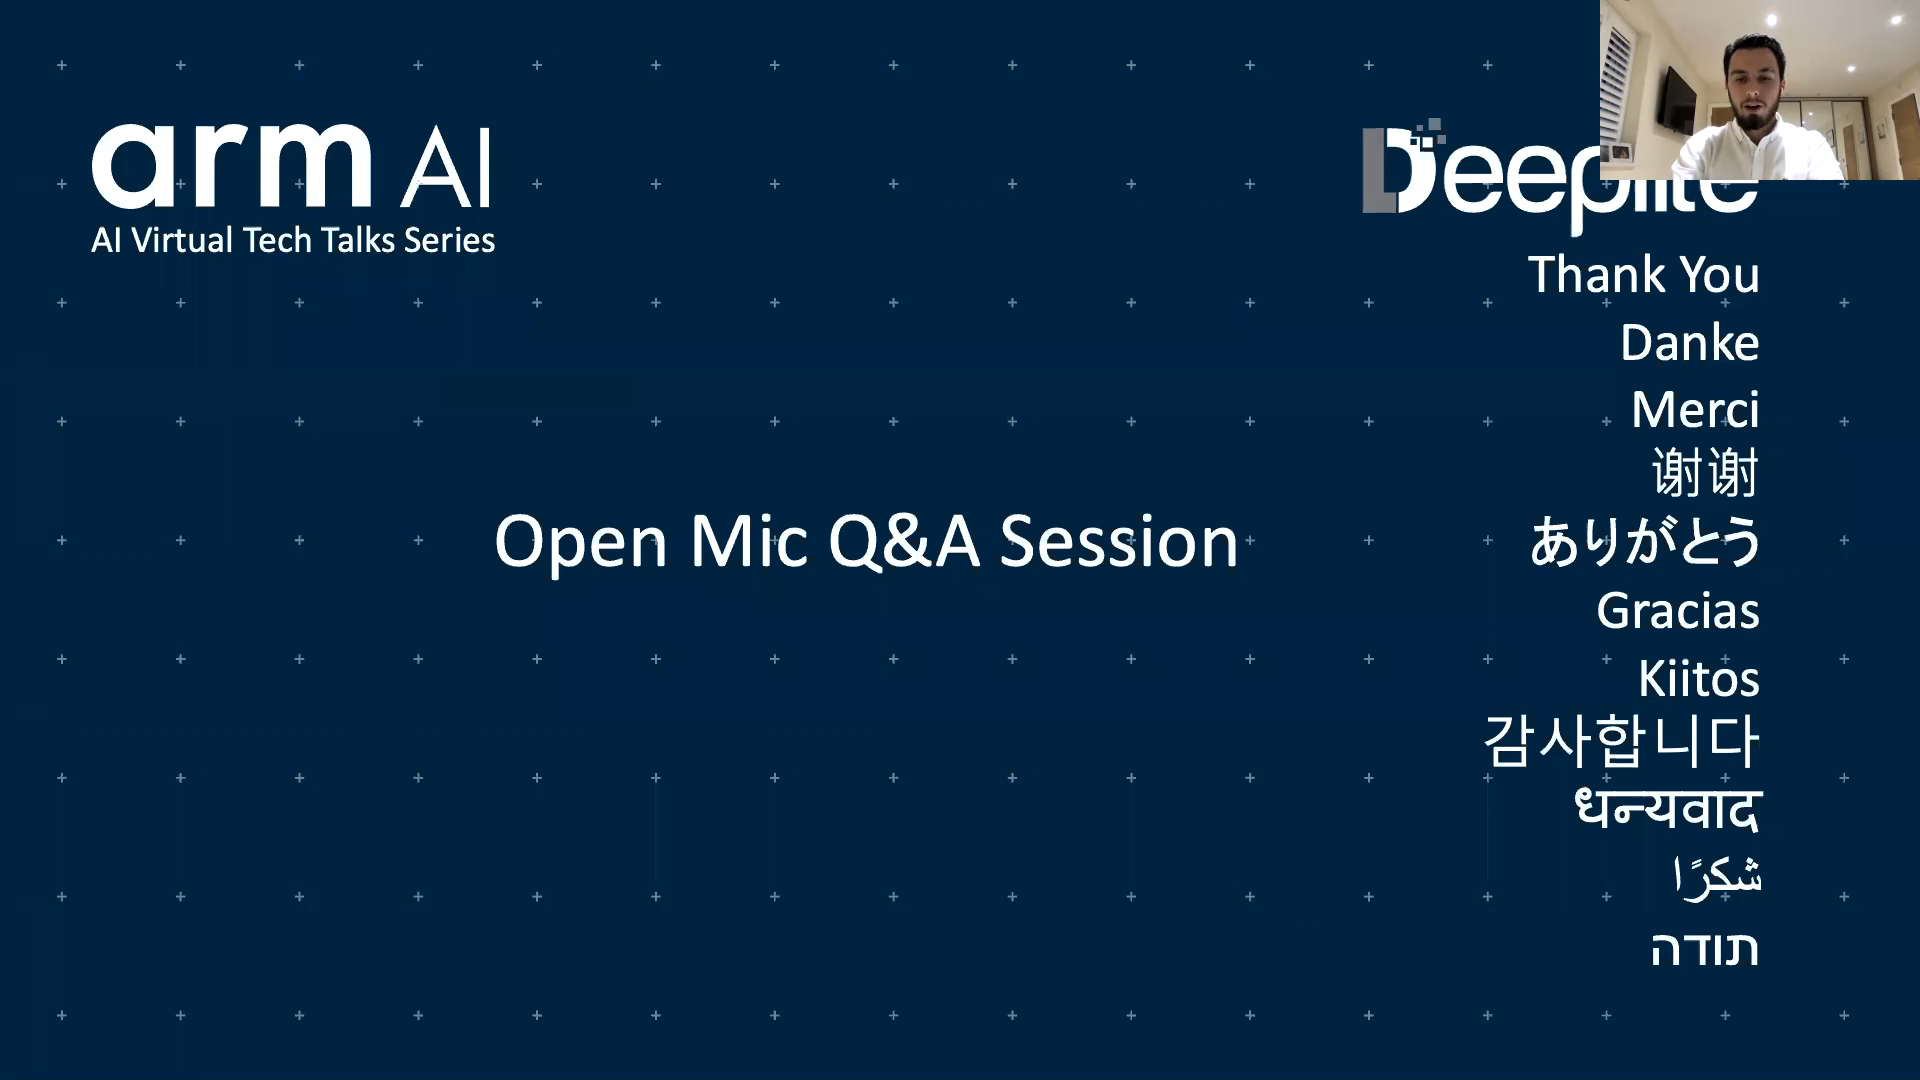 arm AI
AI Virtual Tech Talks Series
Deeplite
Thank You
Danke
Merci
谢谢
ありがとう
Gracias
Kiitos
감사합니다
धन्यवाद
شكرًا
תודה
Open Mic Q&A Session